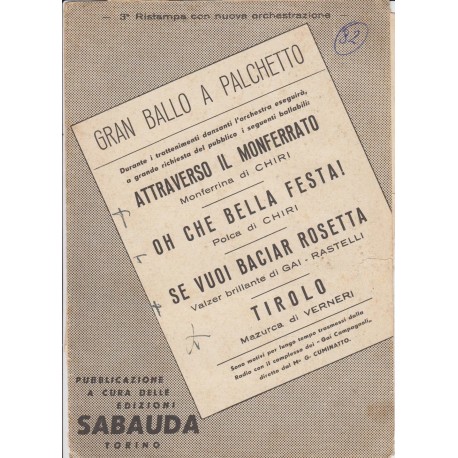 — 3ª Ristampa con nuova orchestrazione —
32
GRAN BALLO A PALCHETTO
Durante i trattenimenti danzanti l'orchestra eseguirà,
a grande richiesta del pubblico i seguenti ballabili:
ATTRAVERSO IL MONFERRATO
Monferrina di CHIRI
OH CHE BELLA FESTA!
Polca di CHIRI
SE VUOI BACIAR ROSETTA
Valzer brillante di GAI - RASTELLI
TIROLO
Mazurca di VERNERI
Sono motivi per lungo tempo trasmessi dalla
Radio con il complesso dei «Gai Campagnoli»
diretto dal Mº G. CUMINATTO.
PUBBLICAZIONE
A CURA DELLE
EDIZIONI
SABAUDA
TORINO